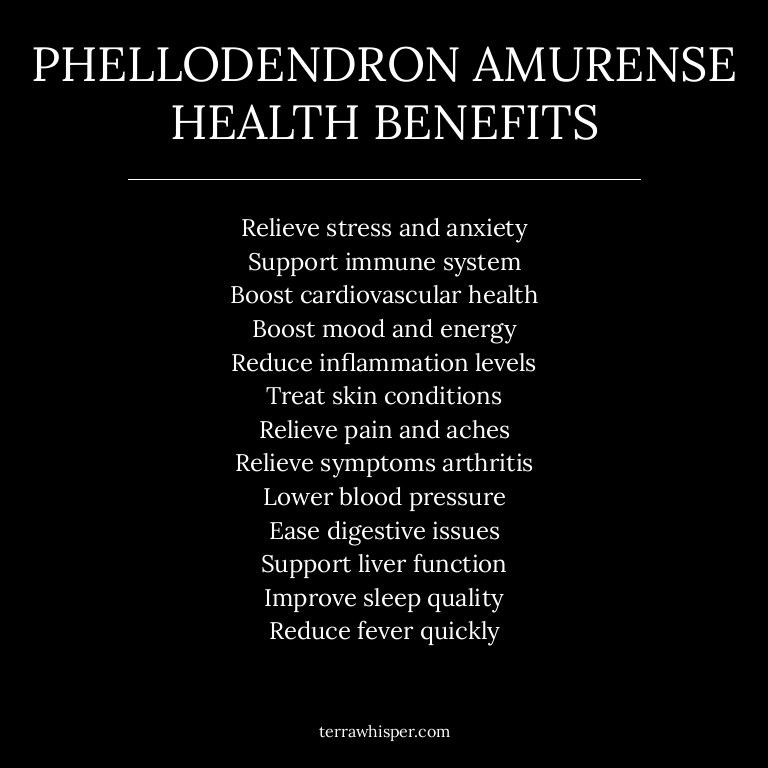 PHELLODENDRON AMURENSE
HEALTH BENEFITS
Relieve stress and anxiety
Support immune system
Boost cardiovascular health
Boost mood and energy
Reduce inflammation levels
Treat skin conditions
Relieve pain and aches
Relieve symptoms arthritis
Lower blood pressure
Ease digestive issues
Support liver function
Improve sleep quality
Reduce fever quickly
terrawhisper.com